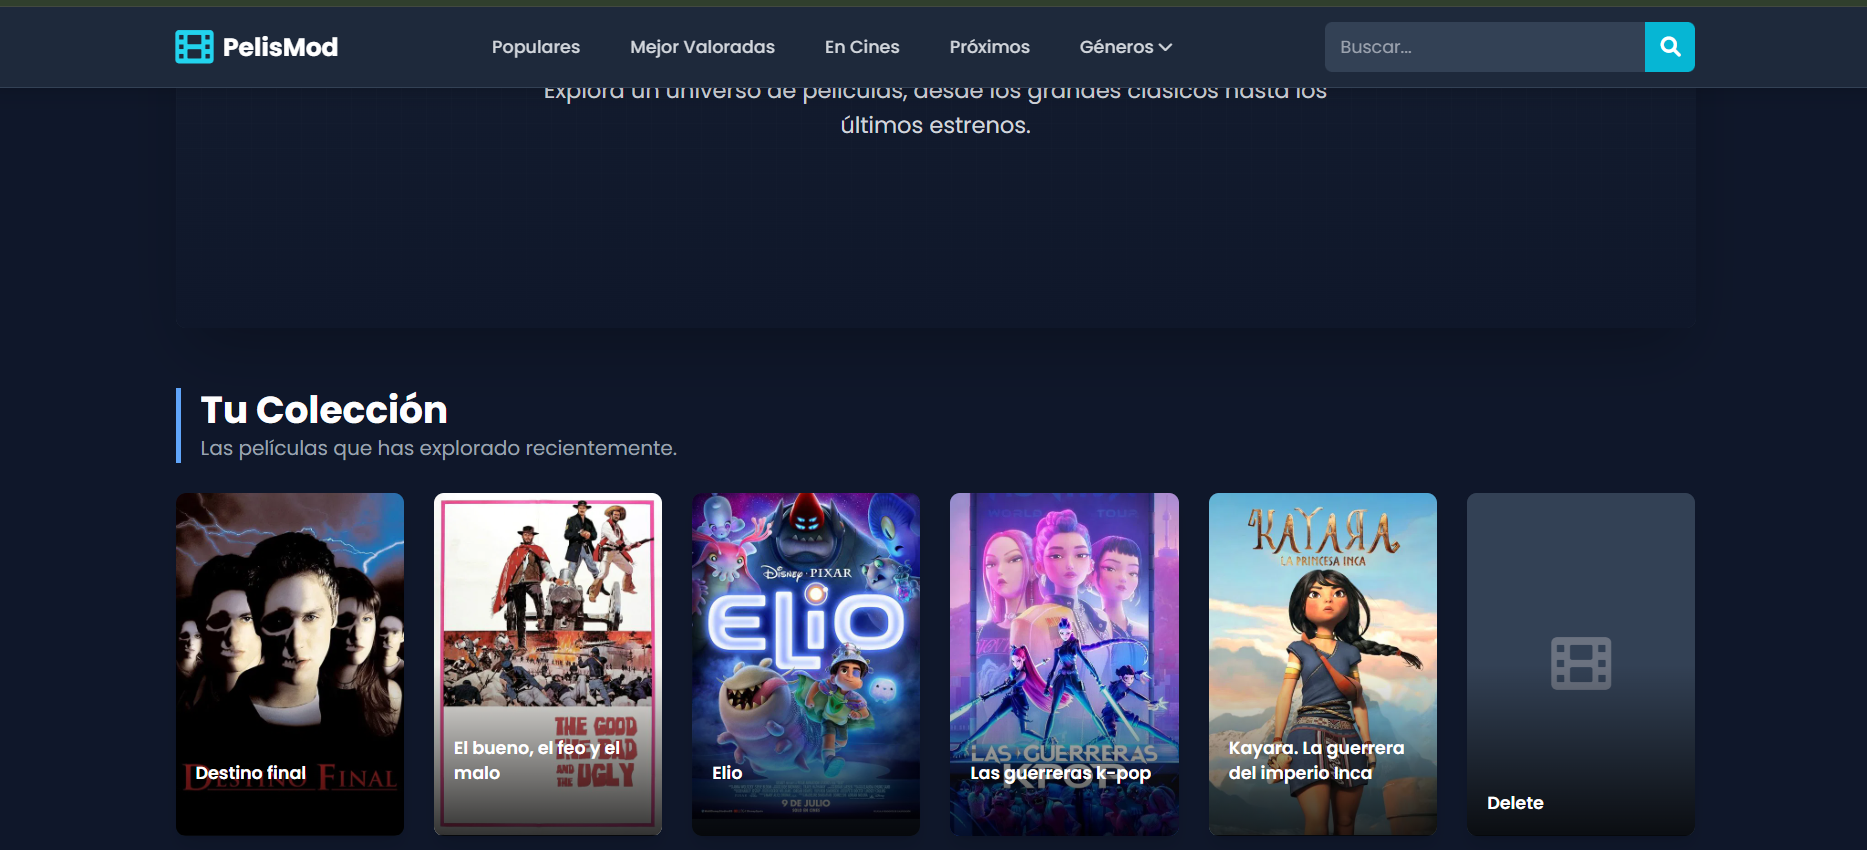 PelisMod
Populares
Mejor Valoradas
En Cines
Próximos
Géneros
Buscar...
Explora un universo de películas, desde los grandes clásicos hasta los
últimos estrenos.
Tu Colección
Las películas que has explorado recientemente.
DESTINO FINAL
Destino final
THE GOOD
THE BAD
AND THE
UGLY
El bueno, el feo y el
malo
DISNEY · PIXAR
ELIO
9 DE JULIO
Elio
WORLD TOUR
LAS GUERRERAS
KPOP
Las guerreras k-pop
KAYARA
LA PRINCESA INCA
Kayara. La guerrera
del imperio Inca
Delete